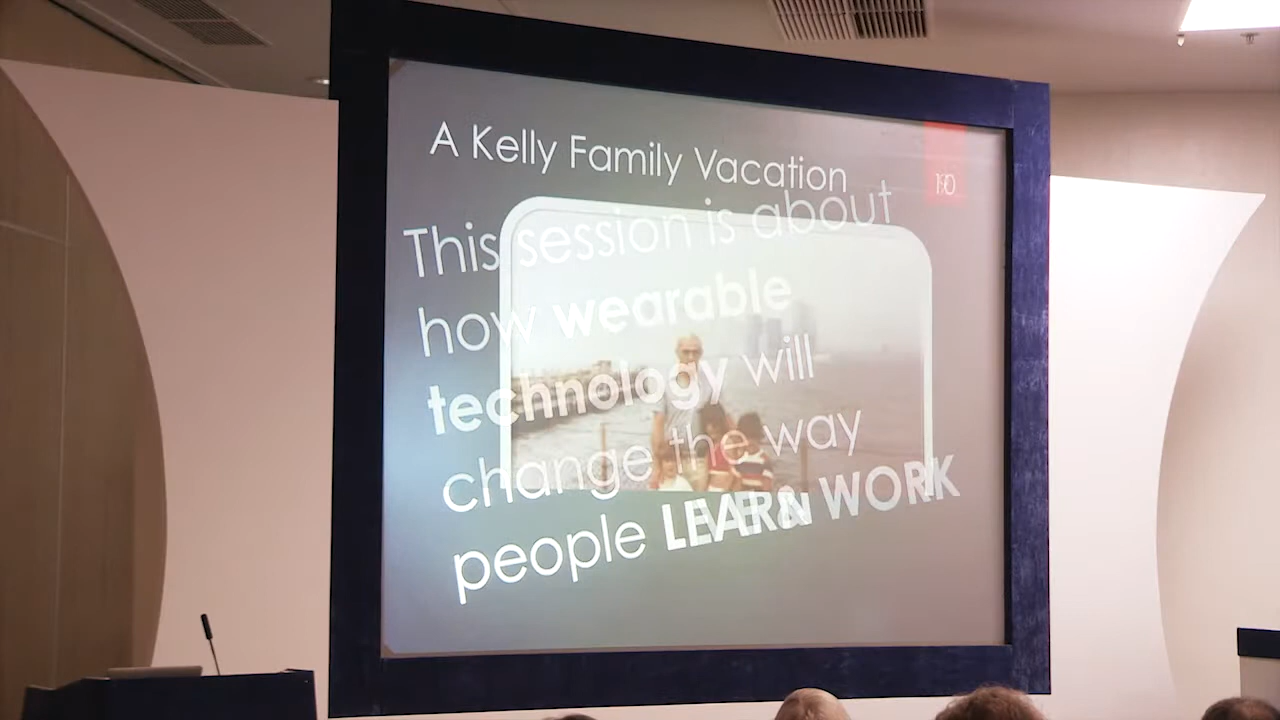 A Kelly Family Vacation
This session is about
how wearable
technology will
change the way
people LEARN WORK